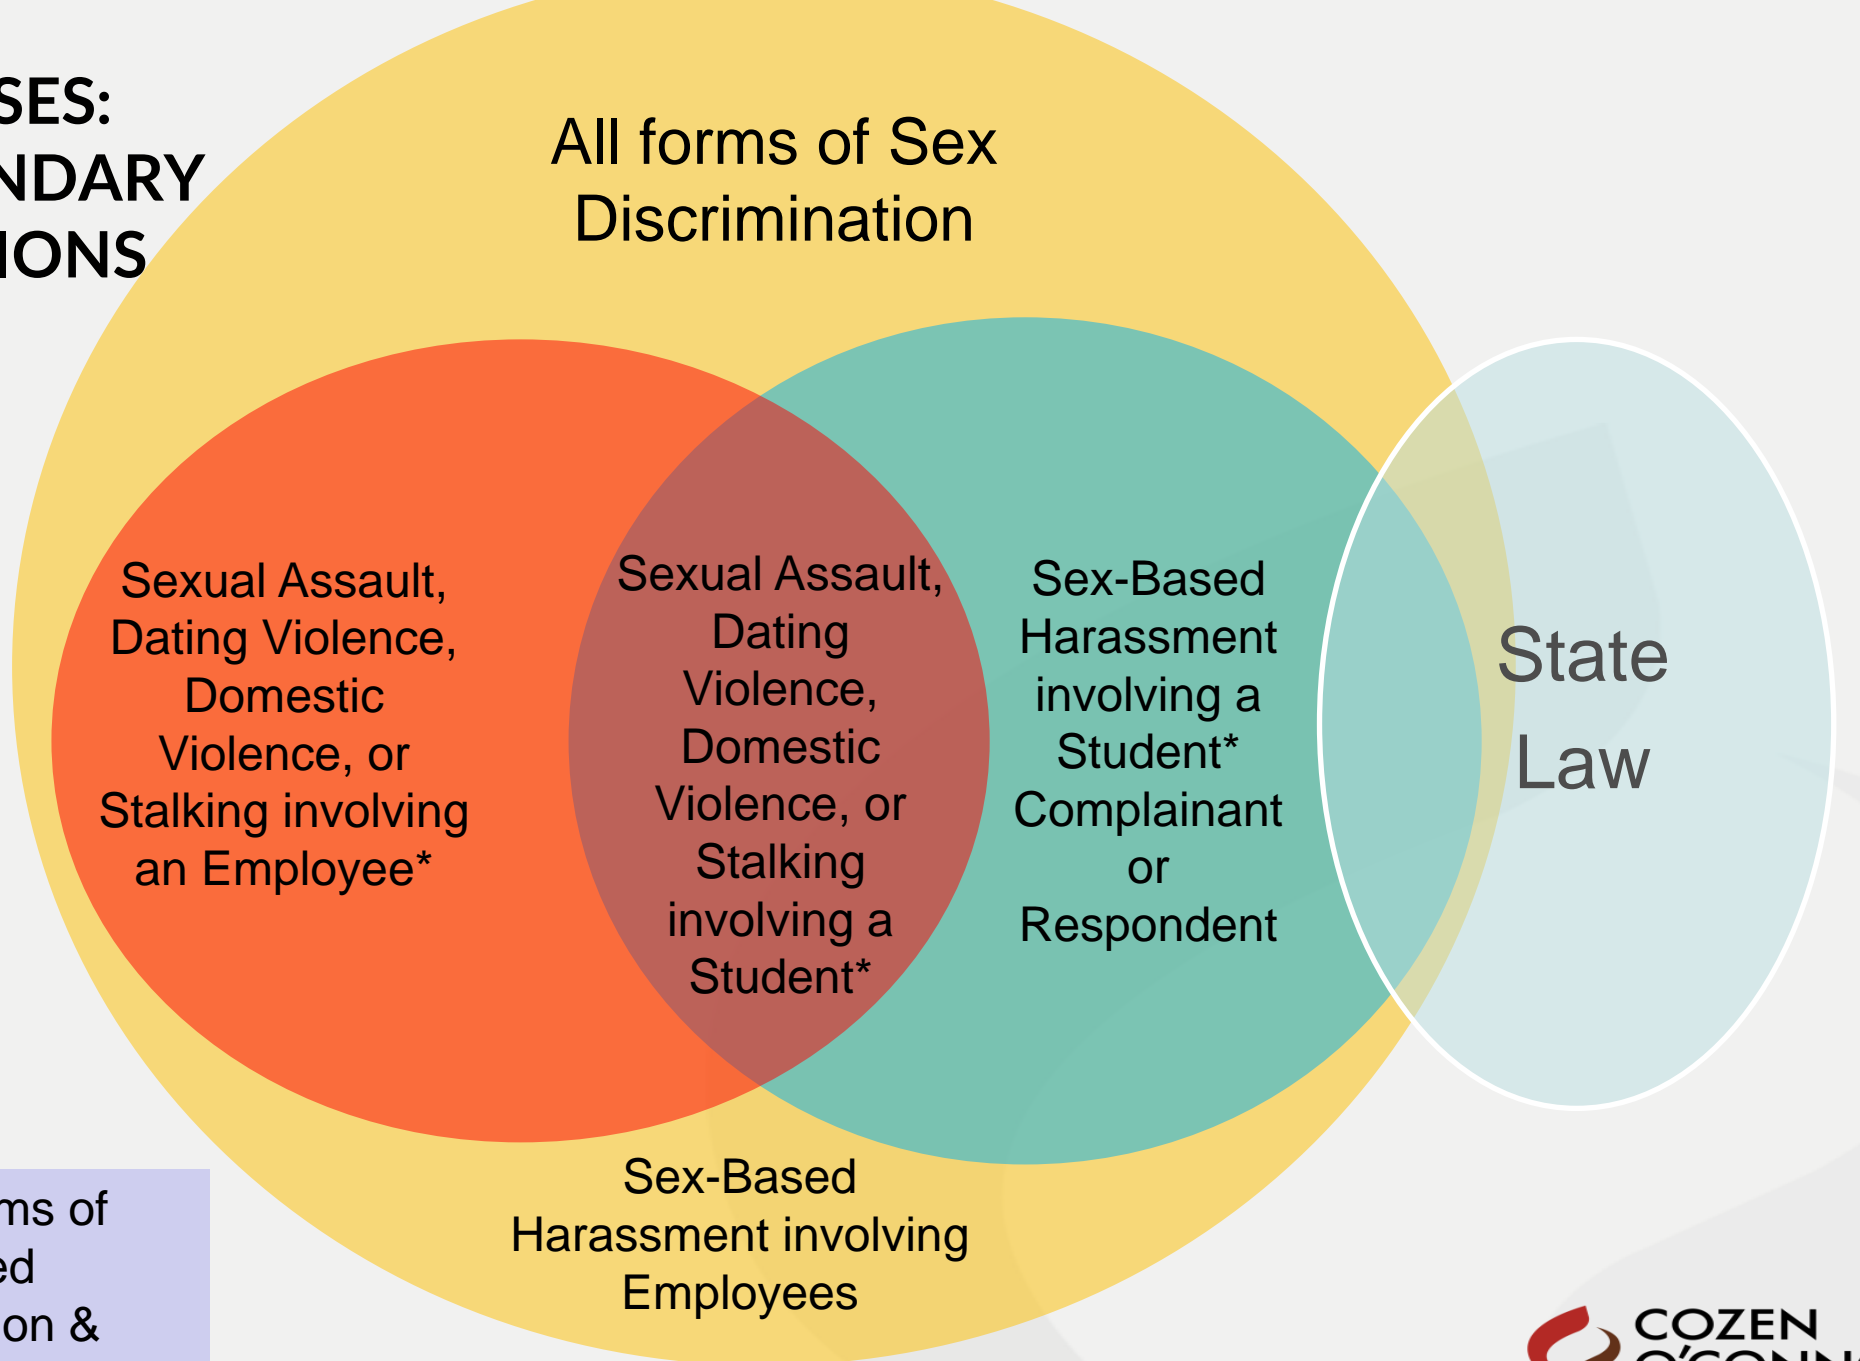 SES:
NDARY
IONS
All forms of Sex
Discrimination
Sexual Assault,
Dating Violence,
Domestic
Violence, or
Stalking involving
an Employee*
Sexual Assault,
Dating
Violence,
Domestic
Violence, or
Stalking
involving a
Student*
Sex-Based
Harassment
involving a
Student*
Complainant
or
Respondent
State
Law
Sex-Based
Harassment involving
Employees
ms of
ed
on &
COZEN